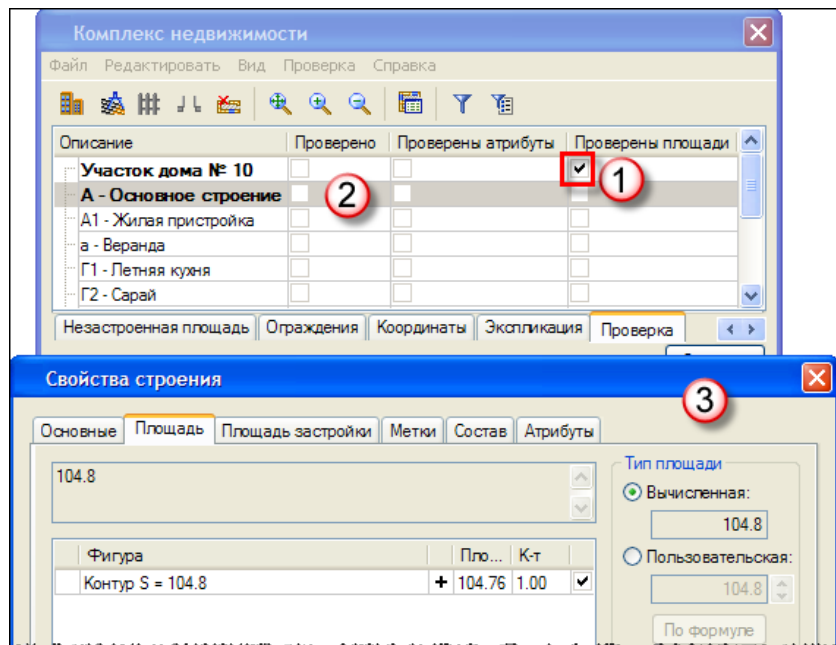 Комплекс недвижимости
Файл Редактировать Вид Проверка Справка
Описание Проверено Проверены атрибуты Проверены площади
Участок дома № 10
1
А - Основное строение
2
А1 - Жилая пристройка
а - Веранда
Г1 - Летняя кухня
Г2 - Сарай
Незастроенная площадь Ограждения Координаты Экспликация Проверка
Свойства строения
3
Основные Площадь Площадь застройки Метки Состав Атрибуты
104.8
Тип площади
Вычисленная:
104.8
Фигура Пло... К-т
Пользовательская:
Контур S = 104.8 + 104.76 1.00
104.8
По формуле